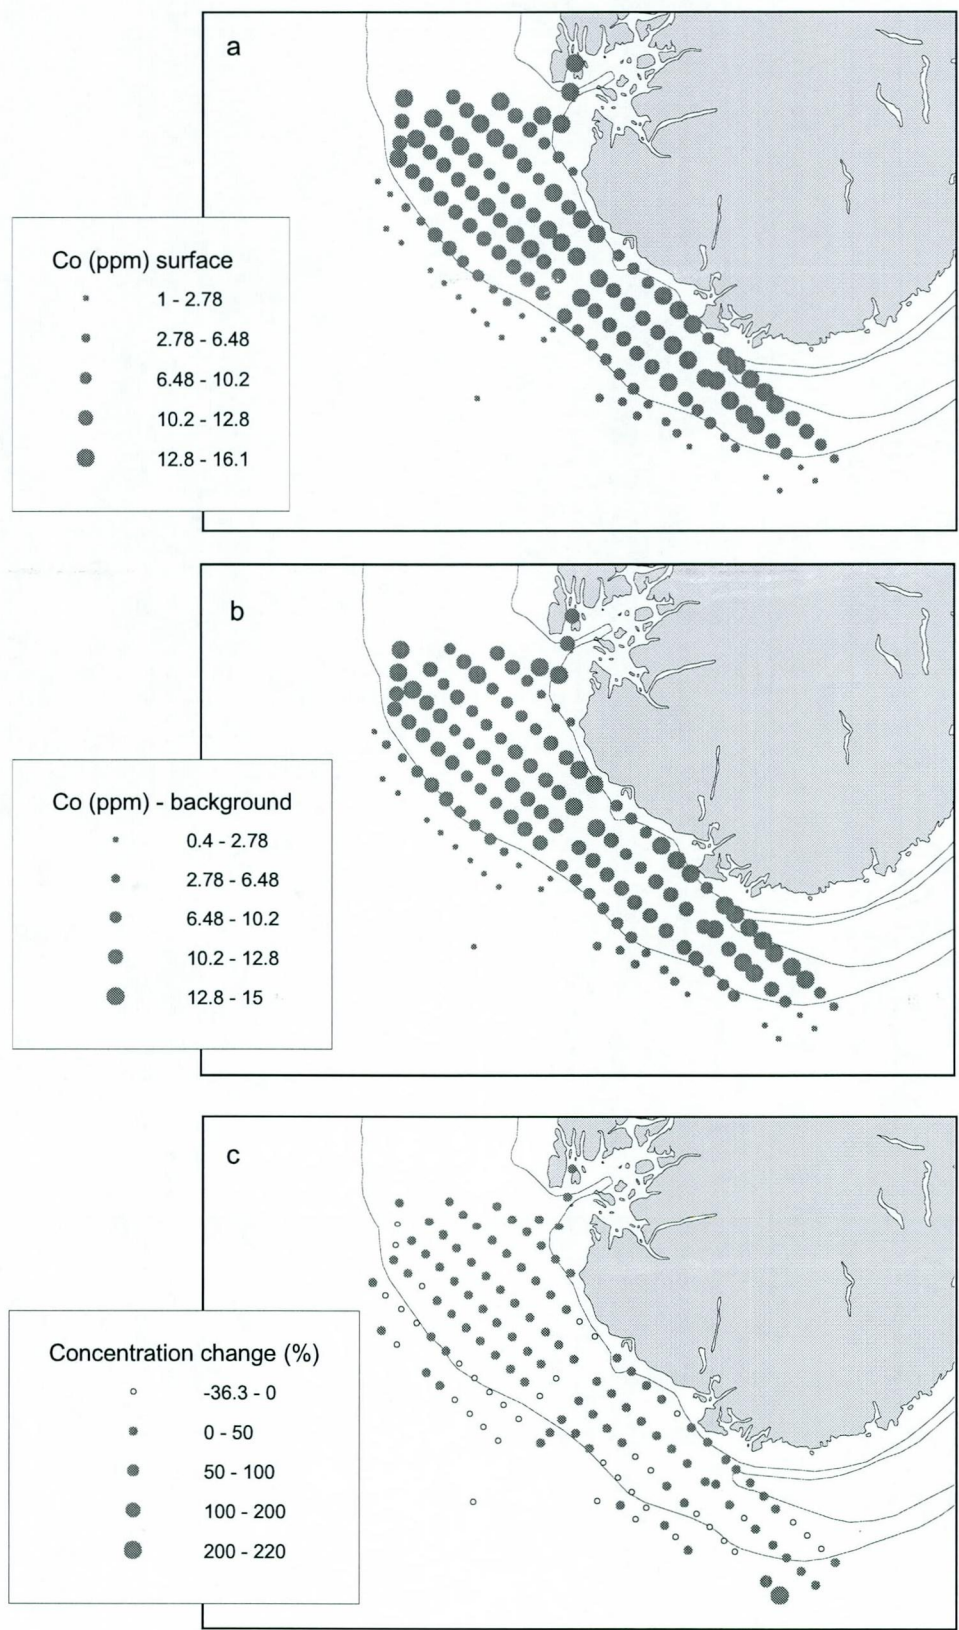 a
Co (ppm) surface
1 - 2.78
2.78 - 6.48
6.48 - 10.2
10.2 - 12.8
12.8 - 16.1
b
Co (ppm) - background
0.4 - 2.78
2.78 - 6.48
6.48 - 10.2
10.2 - 12.8
12.8 - 15
c
Concentration change (%)
-36.3 - 0
0 - 50
50 - 100
100 - 200
200 - 220